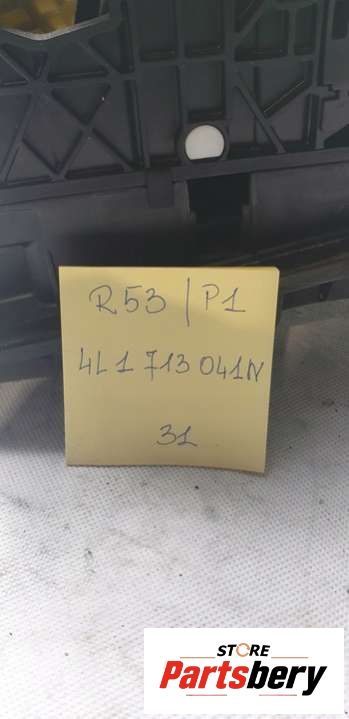 R53 / P1
4L1 713 041N
31
STORE
Partsbery